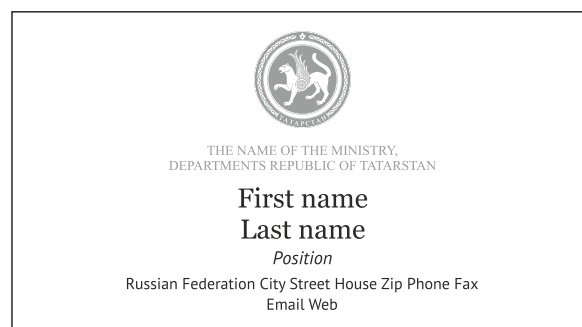 ТАТАРСТАН
THE NAME OF THE MINISTRY,
DEPARTMENTS REPUBLIC OF TATARSTAN
First name
Last name
Position
Russian Federation City Street House Zip Phone Fax
Email Web